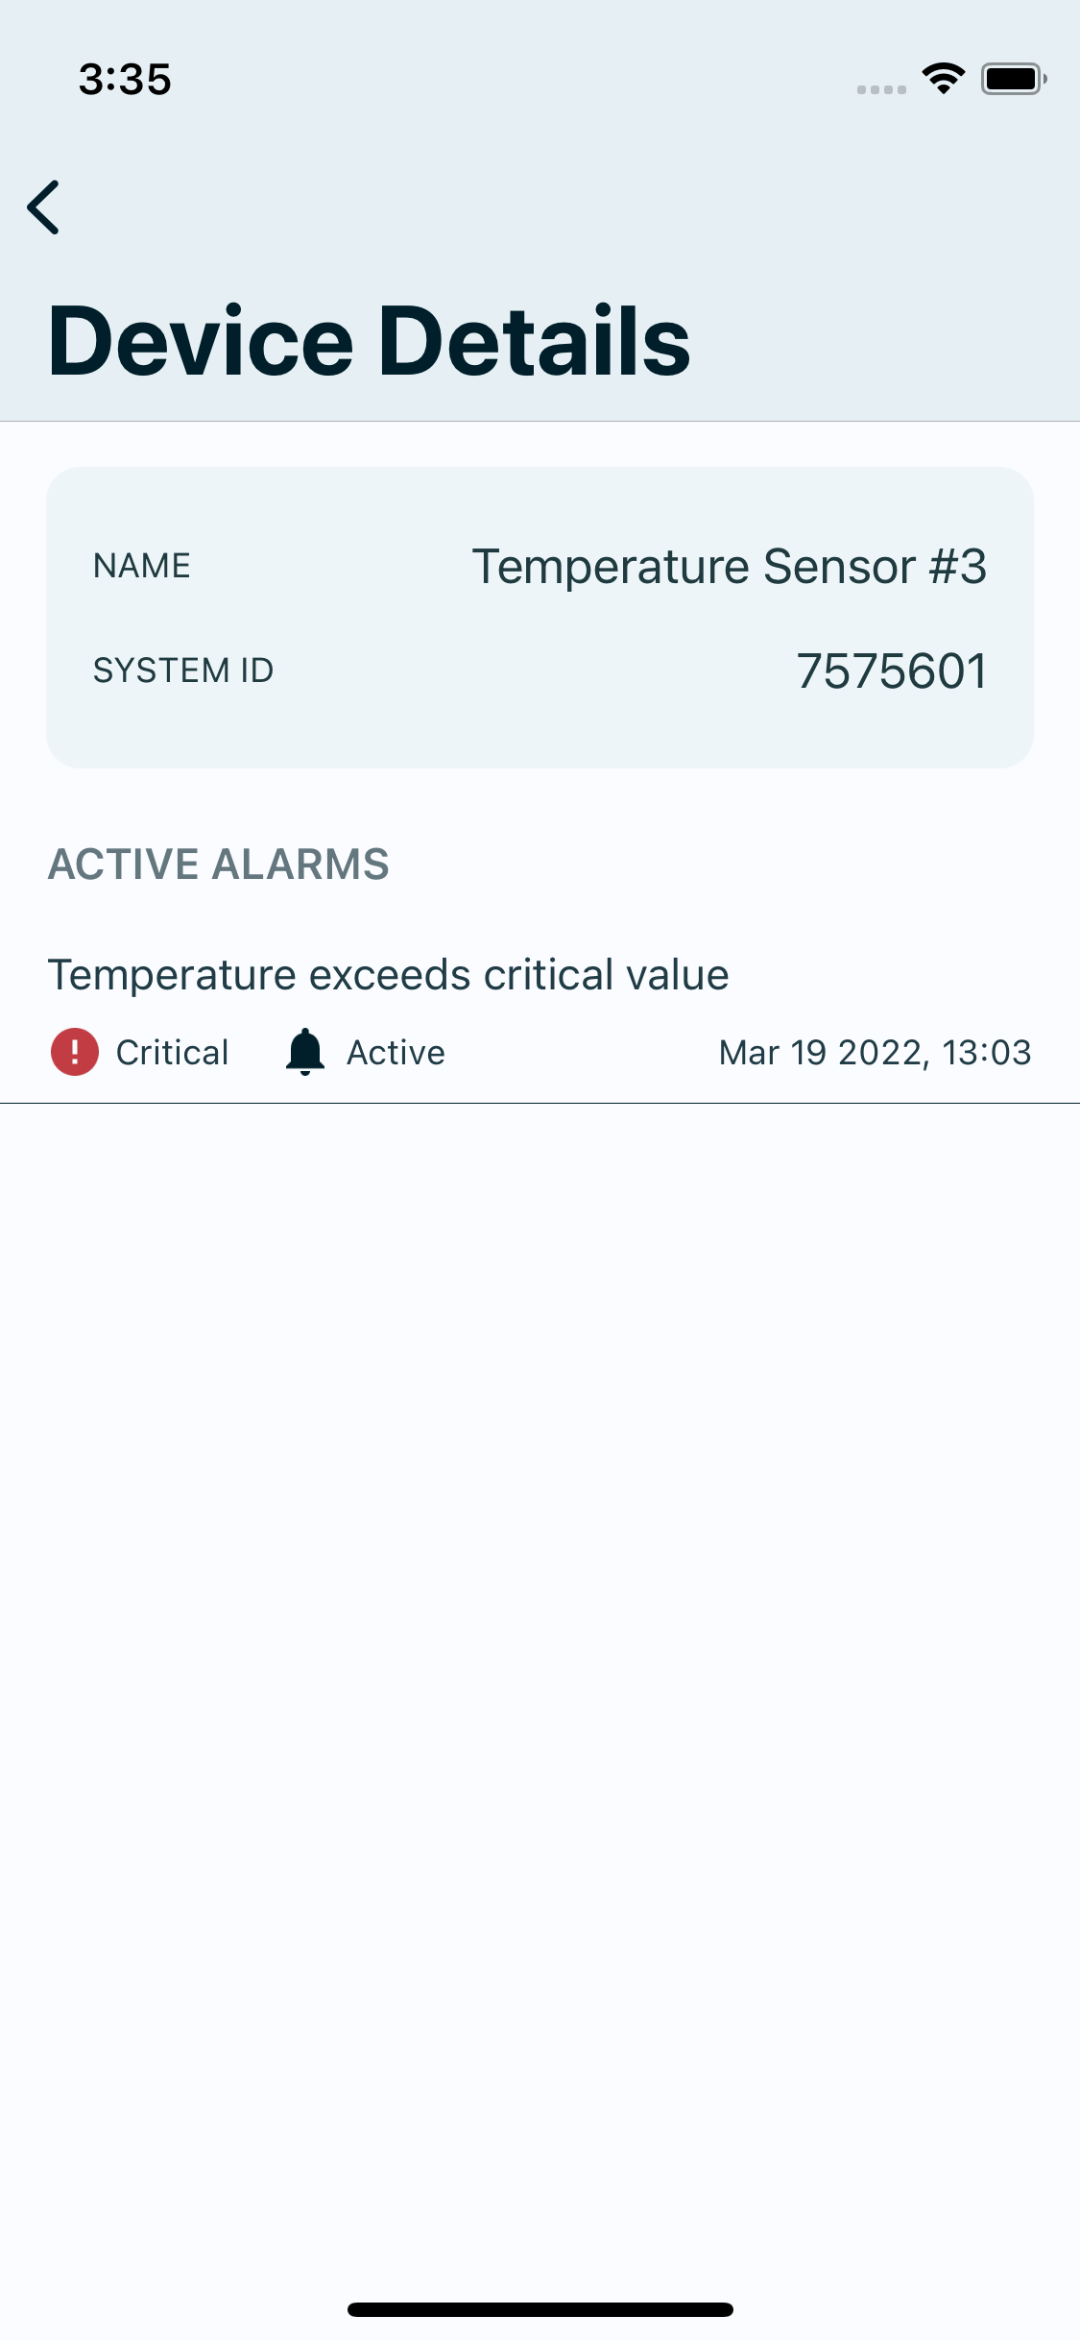 3:35
Device Details
NAME Temperature Sensor #3
SYSTEM ID 7575601
ACTIVE ALARMS
Temperature exceeds critical value
Critical Active Mar 19 2022, 13:03